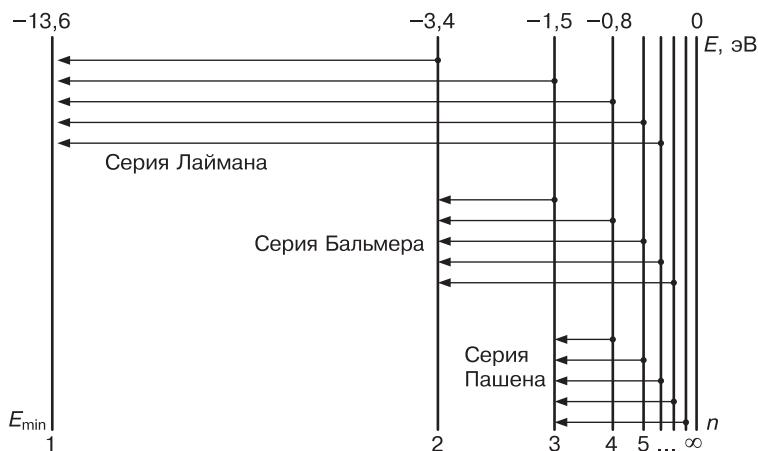 −13,6 −3,4 −1,5 −0,8 0
E, эВ
Серия Лаймана
Серия Бальмера
Серия
Пашена
Emin n
1 2 3 4 5 ... ∞